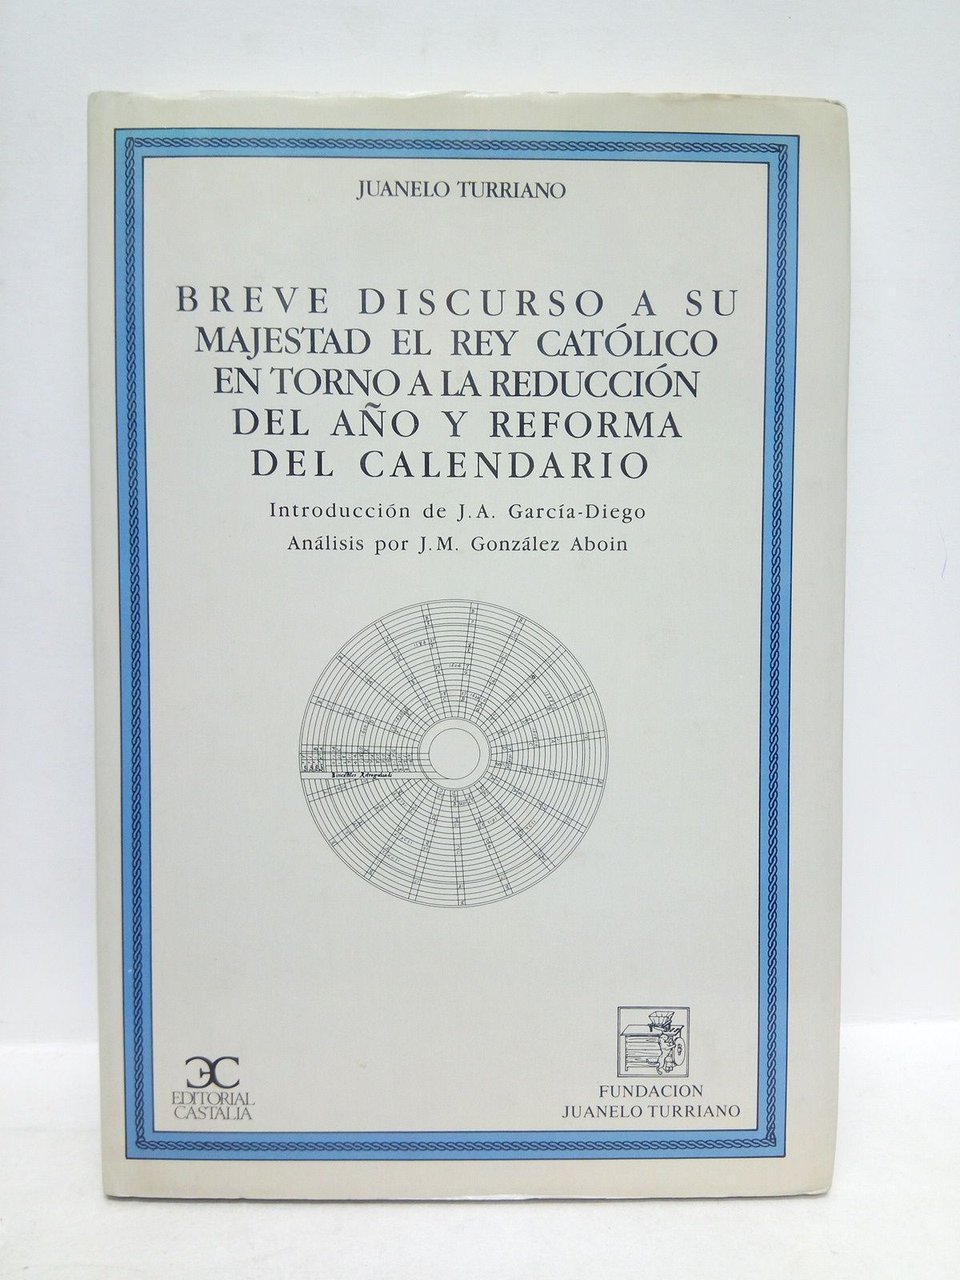 JUANELO TURRIANO
BREVE DISCURSO A SU
MAJESTAD EL REY CATÓLICO
EN TORNO A LA REDUCCIÓN
DEL AÑO Y REFORMA
DEL CALENDARIO
Introducción de J.A. García-Diego
Análisis por J.M. González Aboin
EC
EDITORIAL
CASTALIA
FUNDACION
JUANELO TURRIANO